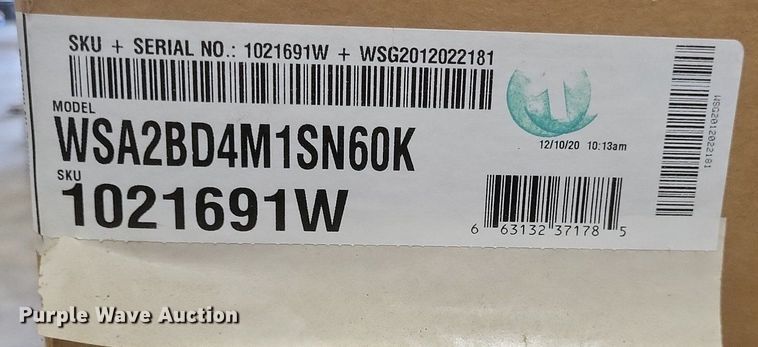 SKU + SERIAL NO.: 1021691W + WSG2012022181
MODEL
WSA2BD4M1SN60K
12/10/20 10:13am
SKU
1021691W
6 63132 37178 5
WSG2012022181
Purple Wave Auction